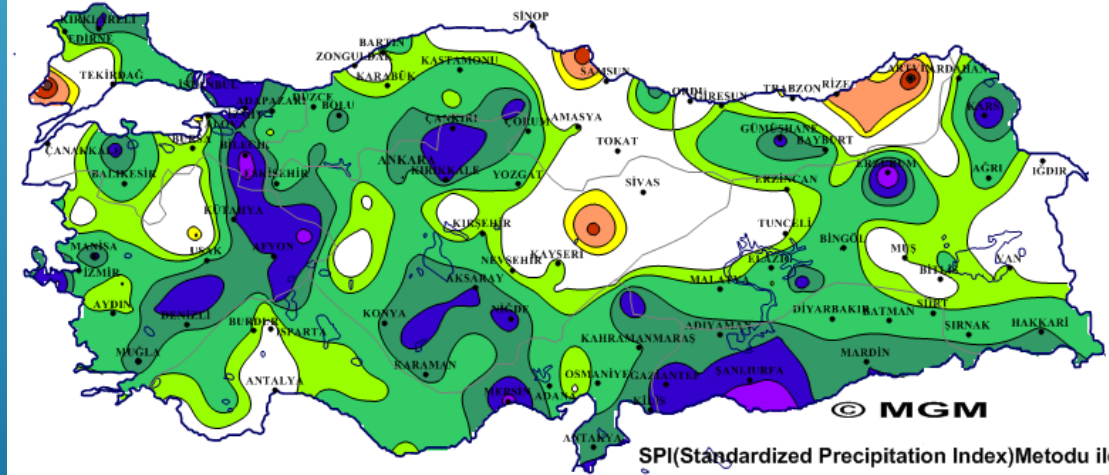 SİNOP
KIRKLARELİ
EDİRNE
BARTIN
ZONGULDAK
KASTAMONU
KARABÜK
TEKİRDAĞ
İSTANBUL
SAMSUN
ARTVİN
ARDAHAN
RİZE
TRABZON
ORDU
GİRESUN
ADAPAZARI
DÜZCE
BOLU
YALOVA
KARS
ÇANKIRI
ÇORUM
AMASYA
BURSA
BİLECİK
TOKAT
GÜMÜŞHANE
BAYBURT
ÇANAKKALE
ANKARA
KIRIKKALE
YOZGAT
ERZURUM
IĞDIR
AĞRI
BALIKESİR
ESKİŞEHİR
SİVAS
ERZİNCAN
KÜTAHYA
KIRŞEHİR
TUNCELİ
MANİSA
UŞAK
AFYON
NEVŞEHİR
KAYSERİ
BİNGÖL
MUŞ
ELAZIĞ
VAN
BİTLİS
İZMİR
AKSARAY
MALATYA
AYDIN
DENİZLİ
BURDUR
ISPARTA
KONYA
NİĞDE
SİİRT
DİYARBAKIR
BATMAN
ŞIRNAK
HAKKARİ
ADIYAMAN
KAHRAMANMARAŞ
MUĞLA
KARAMAN
MARDİN
ANTALYA
OSMANİYE
GAZİANTEP
ŞANLIURFA
MERSİN
ADANA
KİLİS
© MGM
ANTAKYA
SPI(Standardized Precipitation Index)Metodu ile